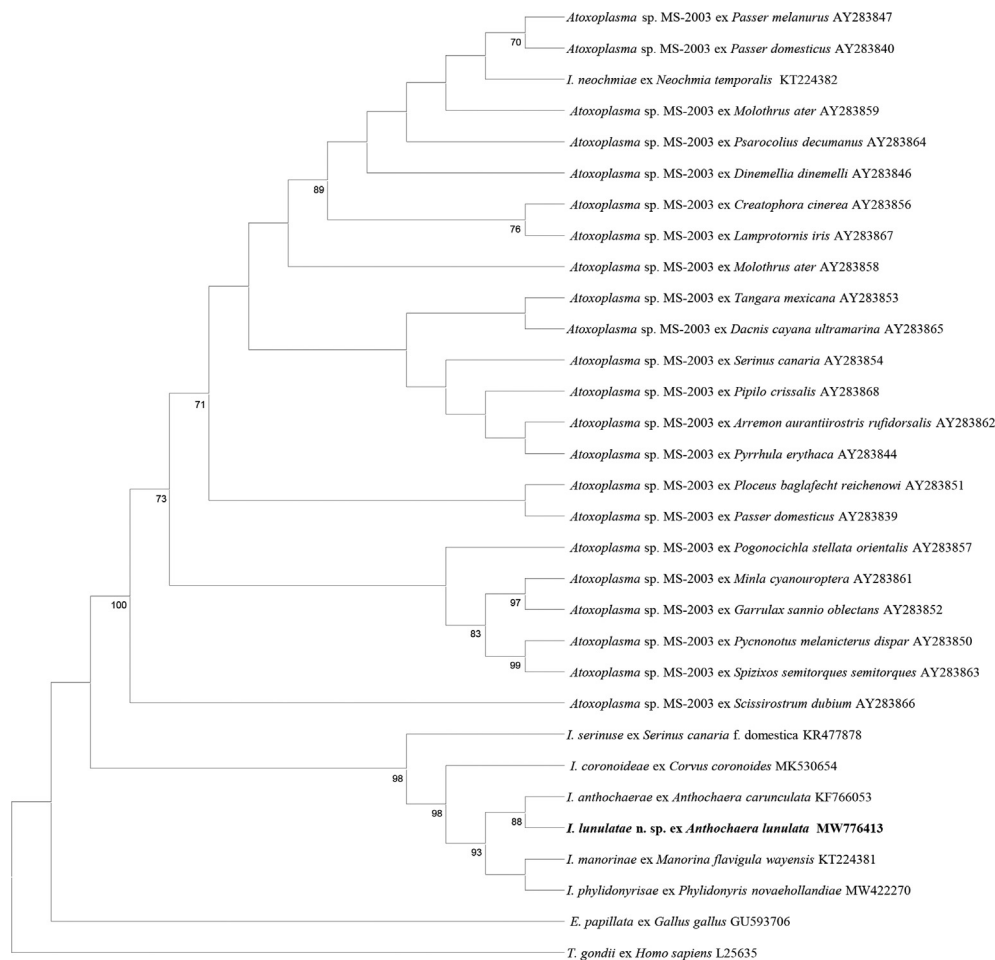 Atoxoplasma sp. MS-2003 ex Passer melanurus AY283847
70
Atoxoplasma sp. MS-2003 ex Passer domesticus AY283840
I. neochmiae ex Neochmia temporalis KT224382
Atoxoplasma sp. MS-2003 ex Molothrus ater AY283859
Atoxoplasma sp. MS-2003 ex Psarocolius decumanus AY283864
Atoxoplasma sp. MS-2003 ex Dinemellia dinemelli AY283846
89
Atoxoplasma sp. MS-2003 ex Creatophora cinerea AY283856
76
Atoxoplasma sp. MS-2003 ex Lamprotornis iris AY283867
Atoxoplasma sp. MS-2003 ex Molothrus ater AY283858
Atoxoplasma sp. MS-2003 ex Tangara mexicana AY283853
Atoxoplasma sp. MS-2003 ex Dacnis cayana ultramarina AY283865
Atoxoplasma sp. MS-2003 ex Serinus canaria AY283854
Atoxoplasma sp. MS-2003 ex Pipilo crissalis AY283868
71
Atoxoplasma sp. MS-2003 ex Arremon aurantiirostris rufidorsalis AY283862
Atoxoplasma sp. MS-2003 ex Pyrrhula erythaca AY283844
Atoxoplasma sp. MS-2003 ex Ploceus baglafecht reichenowi AY283851
73
Atoxoplasma sp. MS-2003 ex Passer domesticus AY283839
Atoxoplasma sp. MS-2003 ex Pogonocichla stellata orientalis AY283857
Atoxoplasma sp. MS-2003 ex Minla cyanouroptera AY283861
97
100
Atoxoplasma sp. MS-2003 ex Garrulax sannio oblectans AY283852
83
Atoxoplasma sp. MS-2003 ex Pycnonotus melanicterus dispar AY283850
99
Atoxoplasma sp. MS-2003 ex Spizixos semitorques semitorques AY283863
Atoxoplasma sp. MS-2003 ex Scissirostrum dubium AY283866
I. serinuse ex Serinus canaria f. domestica KR477878
I. coronoideae ex Corvus coronoides MK530654
98
I. anthochaerae ex Anthochaera carunculata KF766053
98
88
I. lunulatae n. sp. ex Anthochaera lunulata MW776413
93
I. manorinae ex Manorina flavigula wayensis KT224381
I. phylidonyrisae ex Phylidonyris novaehollandiae MW422270
E. papillata ex Gallus gallus GU593706
T. gondii ex Homo sapiens L25635